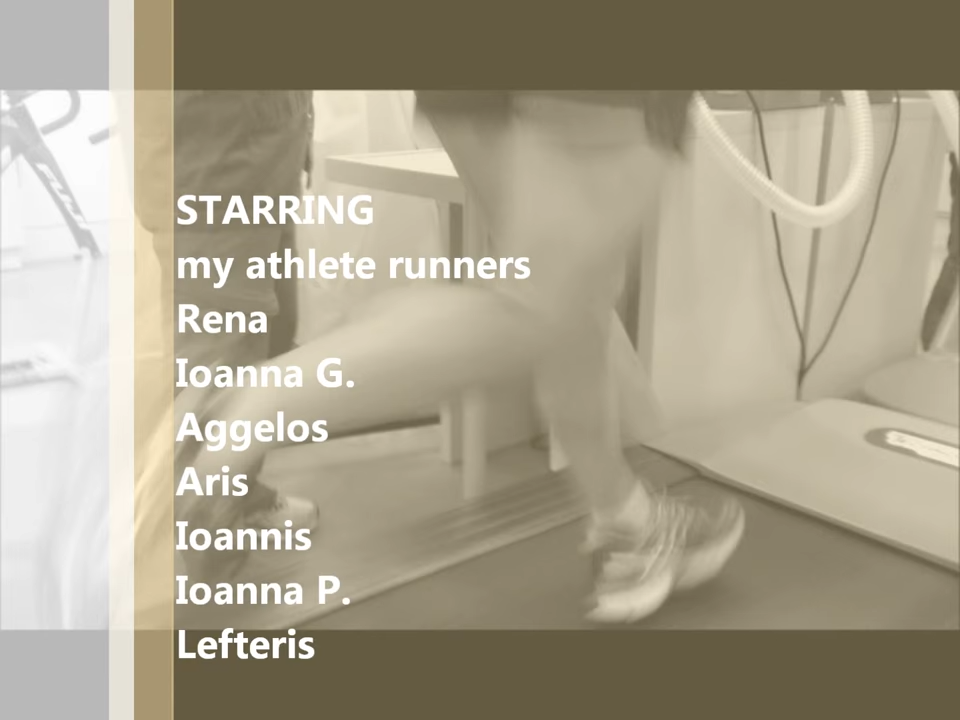 STARRING
my athlete runners
Rena
Ioanna G.
Aggelos
Aris
Ioannis
Ioanna P.
Lefteris